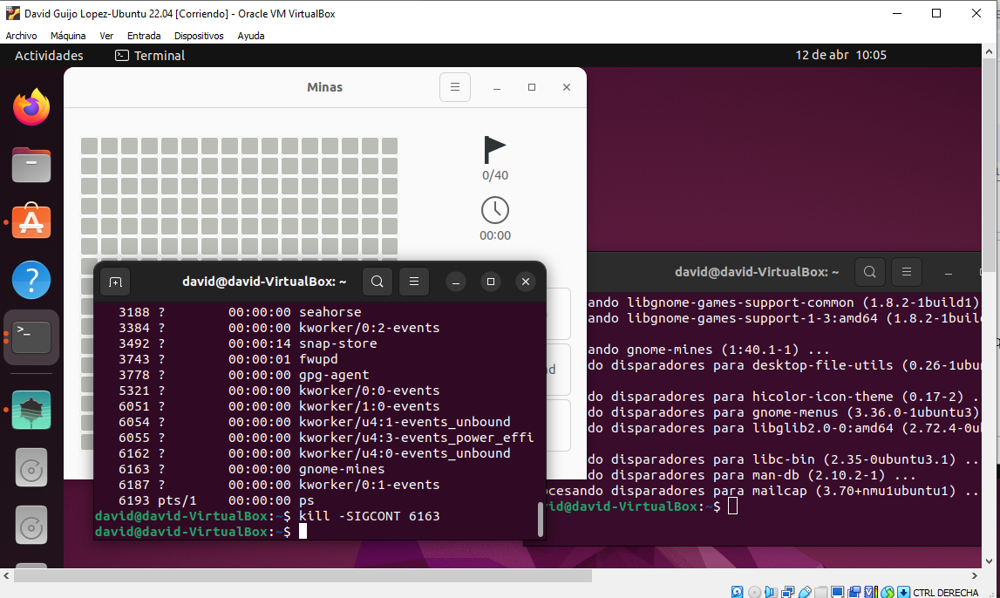 David Guijo Lopez-Ubuntu 22.04 [Corriendo] - Oracle VM VirtualBox
Archivo Máquina Ver Entrada Dispositivos Ayuda
Actividades Terminal 12 de abr 10:05
Minas
0/40
00:00
david@david-VirtualBox: ~
3188 ? 00:00:00 seahorse
3384 ? 00:00:00 kworker/0:2-events
3492 ? 00:00:14 snap-store
3743 ? 00:00:01 fwupd
3778 ? 00:00:00 gpg-agent
5321 ? 00:00:00 kworker/0:0-events
6051 ? 00:00:00 kworker/1:0-events
6054 ? 00:00:00 kworker/u4:1-events_unbound
6055 ? 00:00:00 kworker/u4:3-events_power_effi
6162 ? 00:00:00 kworker/u4:0-events_unbound
6163 ? 00:00:00 gnome-mines
6187 ? 00:00:00 kworker/0:1-events
6193 pts/1 00:00:00 ps
david@david-VirtualBox:~$ kill -SIGCONT 6163
david@david-VirtualBox:~$
david@david-VirtualBox: ~
ando libgnome-games-support-common (1.8.2-1build1)
ando libgnome-games-support-1-3:amd64 (1.8.2-1buil
ando gnome-mines (1:40.1-1) ...
do disparadores para desktop-file-utils (0.26-1ubu
do disparadores para hicolor-icon-theme (0.17-2) .
do disparadores para gnome-menus (3.36.0-1ubuntu3)
do disparadores para libglib2.0-0:amd64 (2.72.4-0u
do disparadores para libc-bin (2.35-0ubuntu3.1) ...
do disparadores para man-db (2.10.2-1) ...
ocesando disparadores para mailcap (3.70+nmu1ubuntu1) ...
vid@david-VirtualBox:~$
CTRL DERECHA